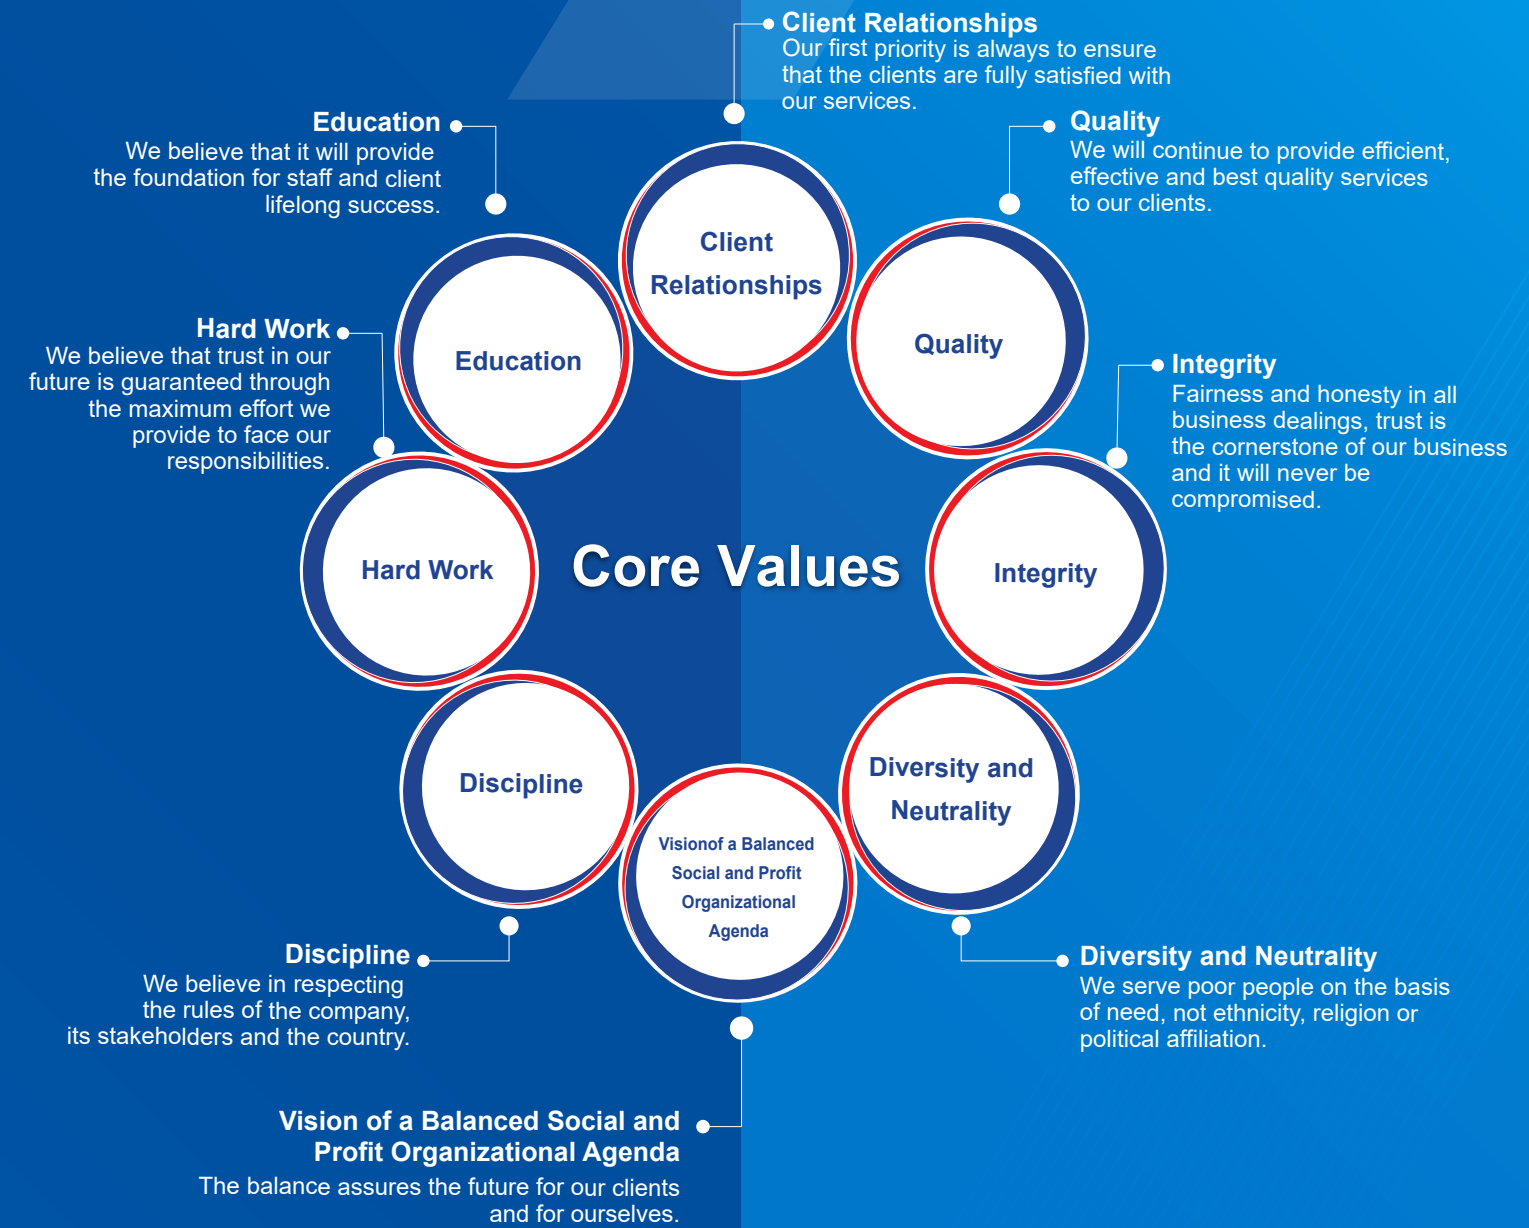 Client Relationships
Our first priority is always to ensure
that the clients are fully satisfied with
our services.
Education
We believe that it will provide
the foundation for staff and client
lifelong success.
Quality
We will continue to provide efficient,
effective and best quality services
to our clients.
Client
Relationships
Education
Quality
Hard Work
We believe that trust in our
future is guaranteed through
the maximum effort we
provide to face our
responsibilities.
Integrity
Fairness and honesty in all
business dealings, trust is
the cornerstone of our business
and it will never be
compromised.
Hard Work
Core Values
Integrity
Discipline
Diversity and
Neutrality
Visionof a Balanced
Social and Profit
Organizational
Agenda
Discipline
We believe in respecting
the rules of the company,
its stakeholders and the country.
Diversity and Neutrality
We serve poor people on the basis
of need, not ethnicity, religion or
political affiliation.
Vision of a Balanced Social and
Profit Organizational Agenda
The balance assures the future for our clients
and for ourselves.